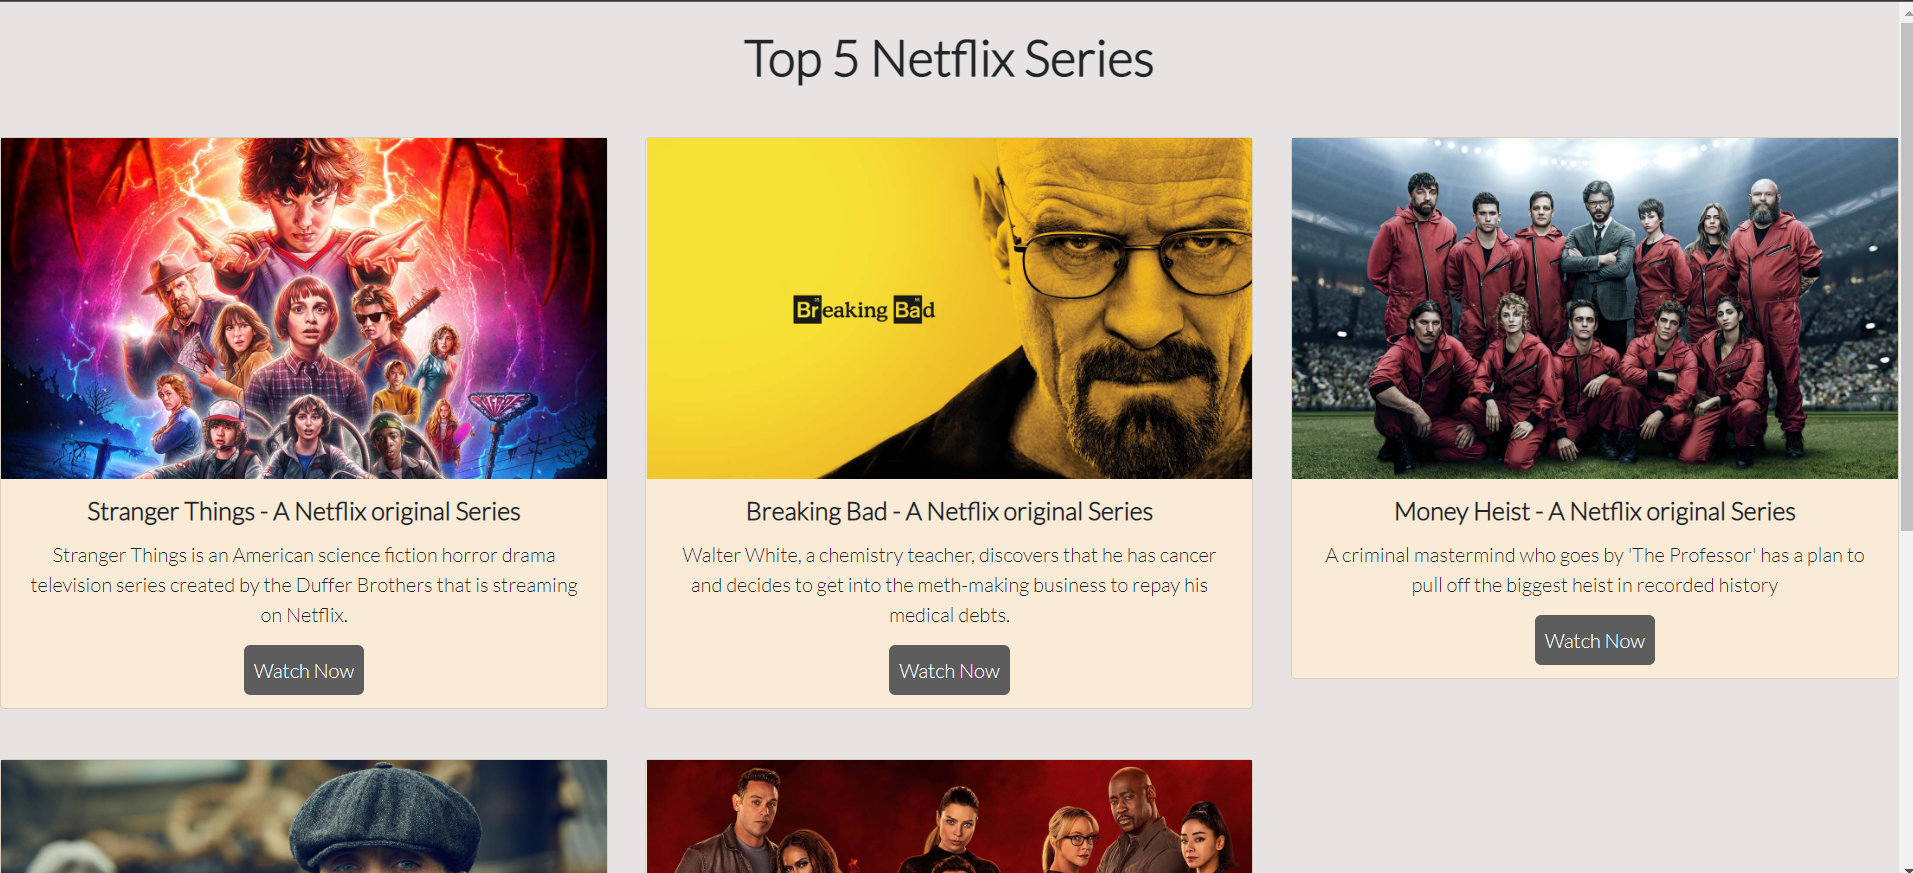 Top 5 Netflix Series
Breaking Bad
Stranger Things - A Netflix original Series
Stranger Things is an American science fiction horror drama
television series created by the Duffer Brothers that is streaming
on Netflix.
Watch Now
Breaking Bad - A Netflix original Series
Walter White, a chemistry teacher, discovers that he has cancer
and decides to get into the meth-making business to repay his
medical debts.
Watch Now
Money Heist - A Netflix original Series
A criminal mastermind who goes by 'The Professor' has a plan to
pull off the biggest heist in recorded history
Watch Now